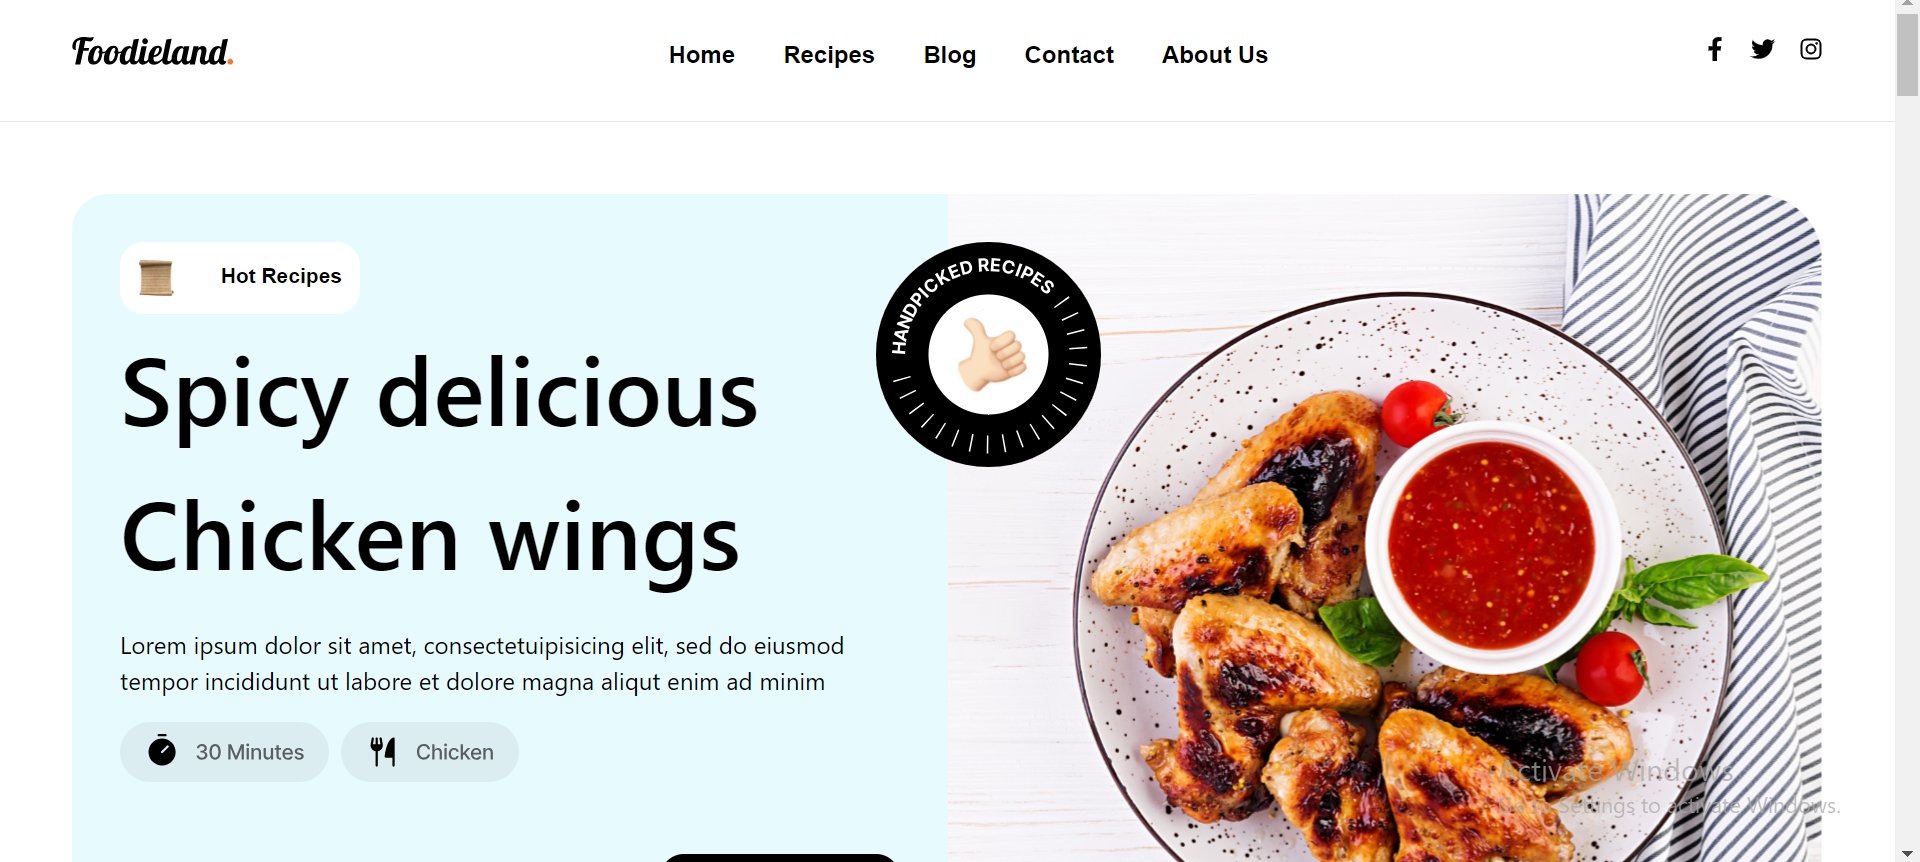 Foodieland.
Home Recipes Blog Contact About Us
Hot Recipes
HANDPICKED RECIPES
Spicy delicious
Chicken wings
Lorem ipsum dolor sit amet, consectetuipisicing elit, sed do eiusmod
tempor incididunt ut labore et dolore magna aliqut enim ad minim
30 Minutes
Chicken
Activate Windows
Go to Settings to activate Windows.